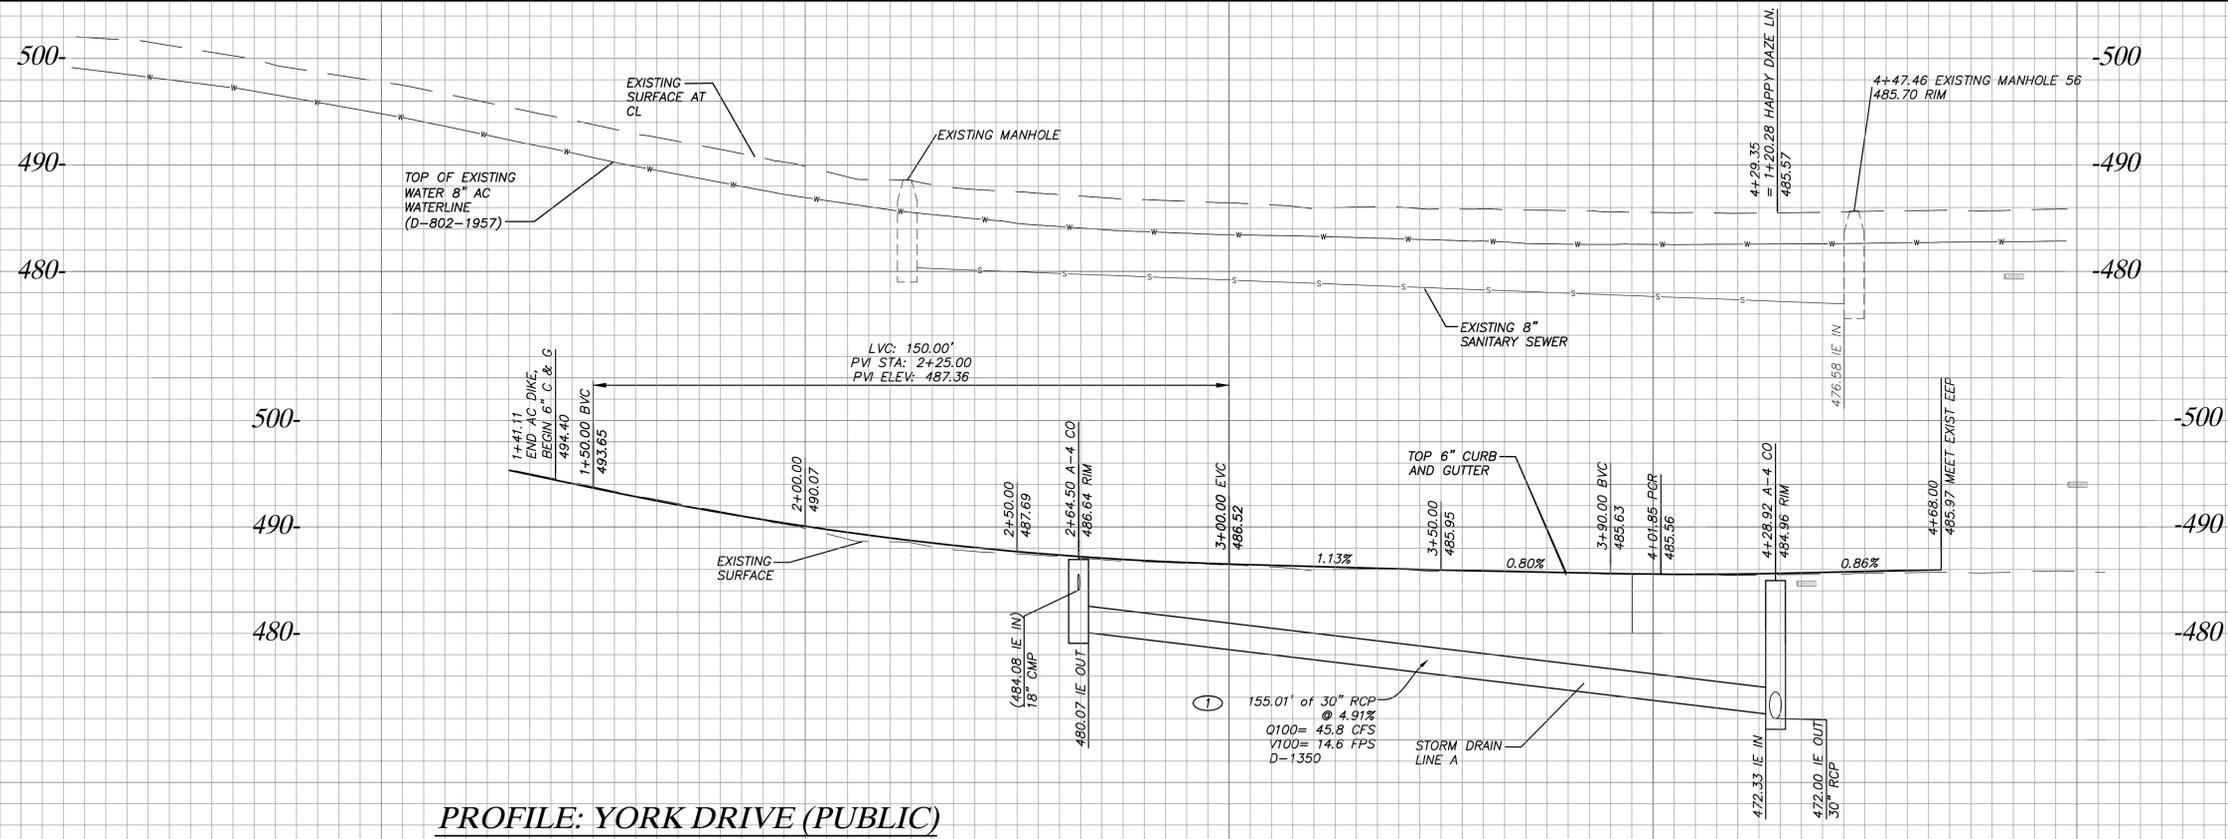 500-
490-
480-
-500
-490
-480
EXISTING
SURFACE AT
CL
EXISTING MANHOLE
TOP OF EXISTING
WATER 8" AC
WATERLINE
(D-802-1957)
4+29.35
= 1+20.28 HAPPY DAZE LN.
485.57
4+47.46 EXISTING MANHOLE 56
485.70 RIM
EXISTING 8"
SANITARY SEWER
476.58 IE IN
W W W W W W W W W W W W W W W W W W W W W W W
S S S S S S S S S S
LVC: 150.00'
PVI STA: 2+25.00
PVI ELEV: 487.36
500-
490-
480-
-500
-490
-480
1+41.11
END AC DIKE,
BEGIN 6" C & G
494.40
1+50.00 BVC
493.65
2+00.00
490.07
2+50.00
487.69
2+64.50 A-4 CO
486.64 RIM
3+00.00 EVC
486.52
1.13%
TOP 6" CURB
AND GUTTER
3+50.00
485.95
0.80%
3+90.00 BVC
485.63
4+01.85 PCR
485.56
4+28.92 A-4 CO
484.96 RIM
0.86%
4+68.00
485.97 MEET EXIST EEP
EXISTING
SURFACE
(484.08 IE IN)
18" CMP
480.07 IE OUT
1
155.01' of 30" RCP
@ 4.91%
Q100= 45.8 CFS
V100= 14.6 FPS
D-1350
STORM DRAIN
LINE A
472.33 IE IN
472.00 IE OUT
30" RCP
PROFILE: YORK DRIVE (PUBLIC)